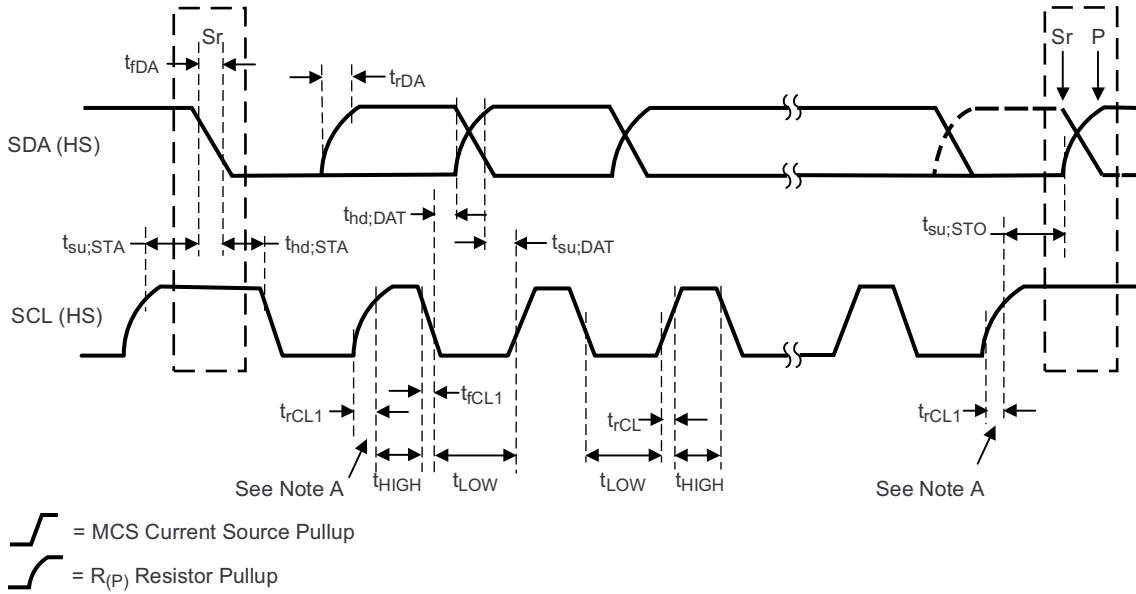 Sr
Sr P
tfDA
trDA
SDA (HS)
thd;DAT
tsu;STA
thd;STA
tsu;DAT
tsu;STO
SCL (HS)
tfCL1
trCL1
trCL
trCL1
tHIGH
tLOW
tLOW
tHIGH
See Note A
See Note A
= MCS Current Source Pullup
= R(P) Resistor Pullup